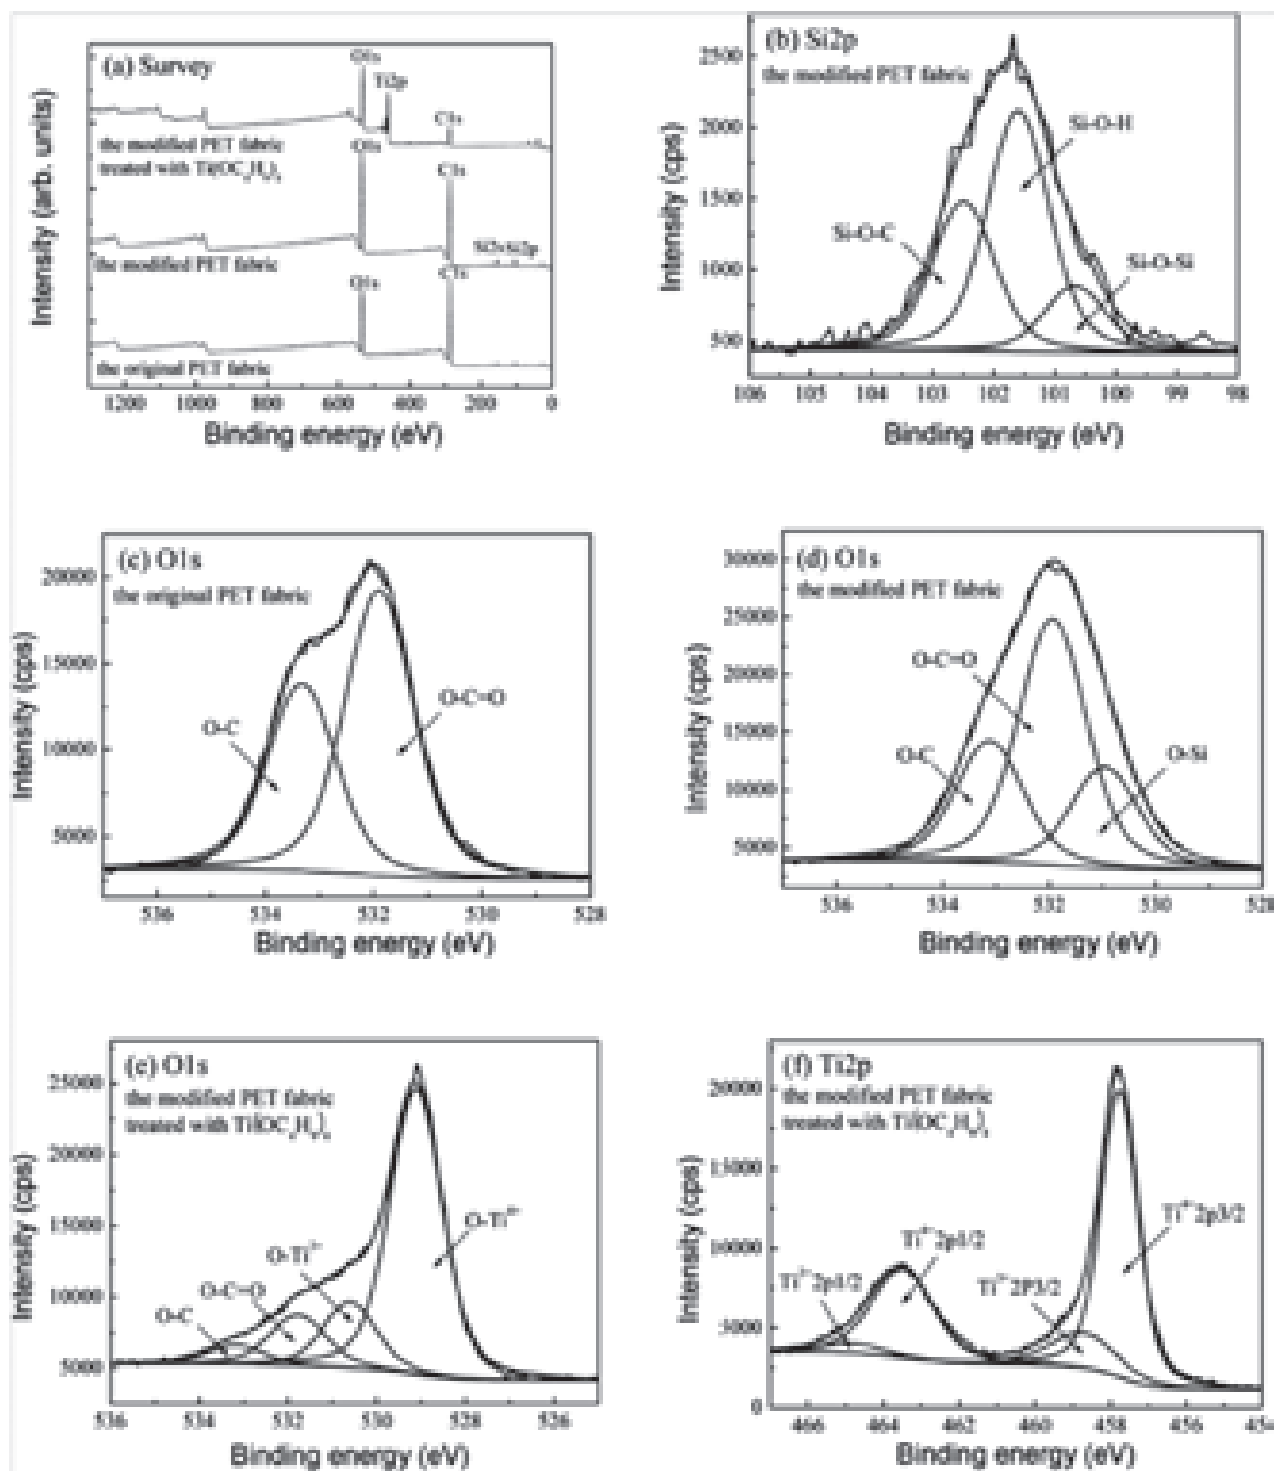 (a) Survey
O1s
Ti2p
C1s
the modified PET fabric
treated with Ti(OC4H9)4
O1s
C1s
the modified PET fabric
O1s
C1s
the original PET fabric
Intensity (arb. units)
1200 1000 800 600 400 200 0
Binding energy (eV)
(b) Si2p
the modified PET fabric
Si-O-H
Si-O-C
Si-O-Si
Intensity (cps)
2500
2000
1500
1000
500
106 105 104 103 102 101 100 99 98
Binding energy (eV)
(c) O1s
the original PET fabric
O-C=O
O-C
Intensity (cps)
20000
15000
10000
5000
536 534 532 530 528
Binding energy (eV)
(d) O1s
the modified PET fabric
O-C=O
O-C
O-Si
Intensity (cps)
30000
25000
20000
15000
10000
5000
536 534 532 530 528
Binding energy (eV)
(e) O1s
the modified PET fabric
treated with Ti(OC4H9)4
O-Ti4+
O-Ti3+
O-C=O
O-C
Intensity (cps)
25000
20000
15000
10000
5000
536 534 532 530 528 526
Binding energy (eV)
(f) Ti2p
the modified PET fabric
treated with Ti(OC4H9)4
Ti4+2p3/2
Ti4+2p1/2
Ti3+2p1/2
Ti3+2P3/2
Intensity (cps)
20000
15000
10000
5000
0
466 464 462 460 458 456 454
Binding energy (eV)